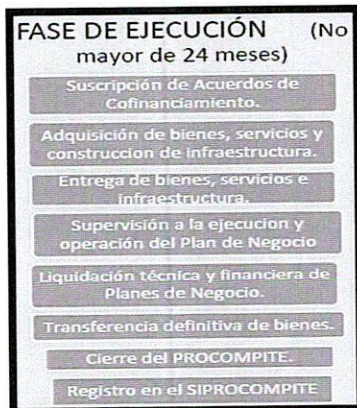 FASE DE EJECUCIÓN (No
mayor de 24 meses)
Suscripción de Acuerdos de
Cofinanciamiento.
Adquisición de bienes, servicios y
construccion de infraestructura.
Entrega de bienes, servicios e
infraestructura.
Supervisión a la ejecucion y
operación del Plan de Negocio
Liquidación técnica y financiera de
Planes de Negocio.
Transferencia definitiva de bienes.
Cierre del PROCOMPITE.
Registro en el SIPROCOMPITE